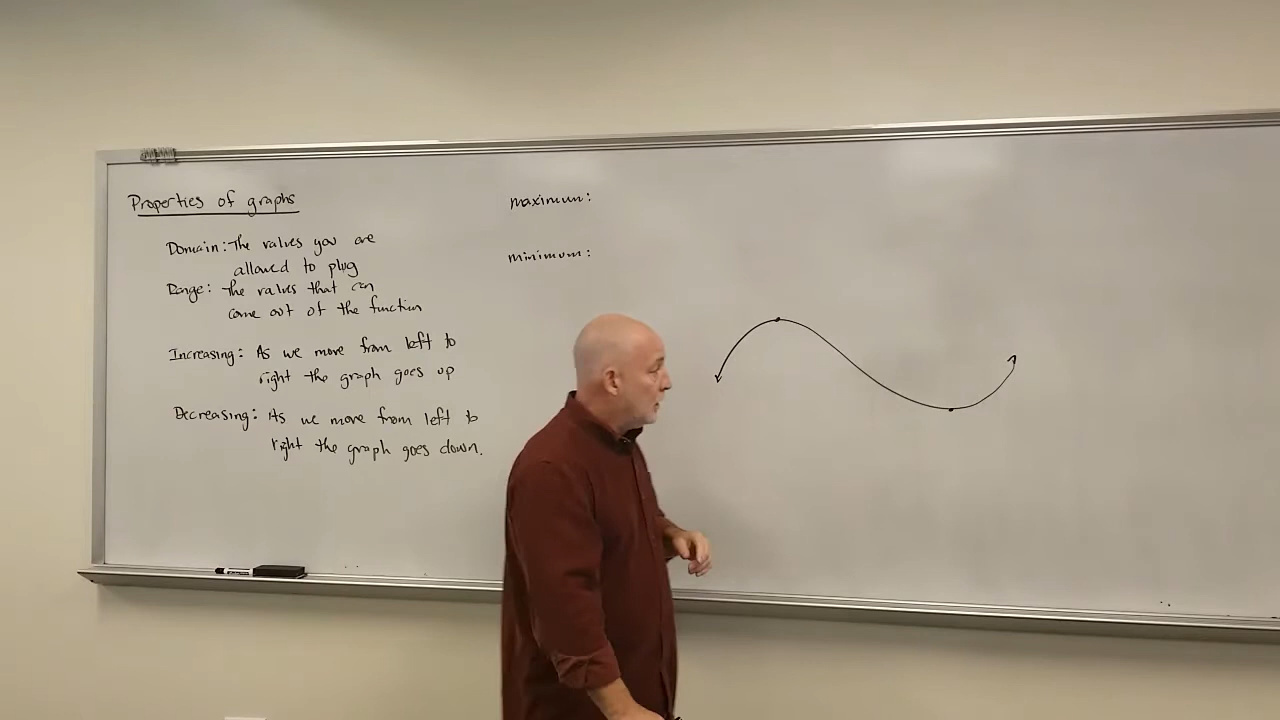 Properties of graphs
Domain: The values you are
allowed to plug
Range: The values that can
come out of the function
Increasing: As we move from left to
right the graph goes up
Decreasing: As we move from left to
right the graph goes down.
maximum:
minimum: